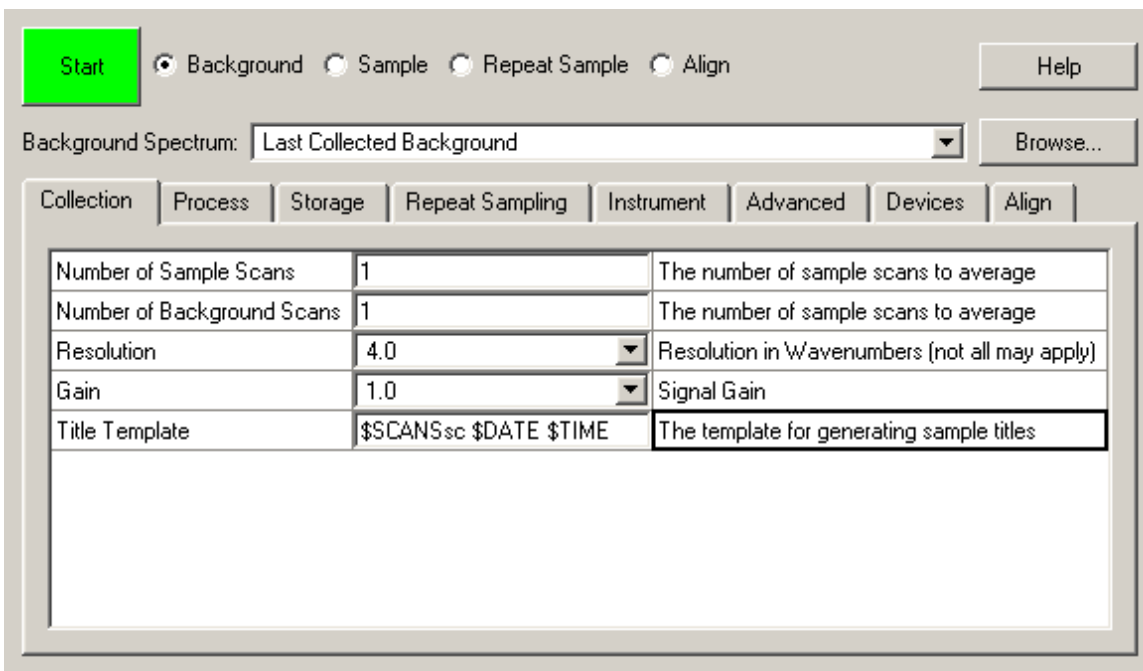 Start Background Sample Repeat Sample Align Help
Background Spectrum: Last Collected Background Browse...
Collection Process Storage Repeat Sampling Instrument Advanced Devices Align
Number of Sample Scans 1 The number of sample scans to average
Number of Background Scans 1 The number of sample scans to average
Resolution 4.0 Resolution in Wavenumbers (not all may apply)
Gain 1.0 Signal Gain
Title Template $SCANSsc $DATE $TIME The template for generating sample titles